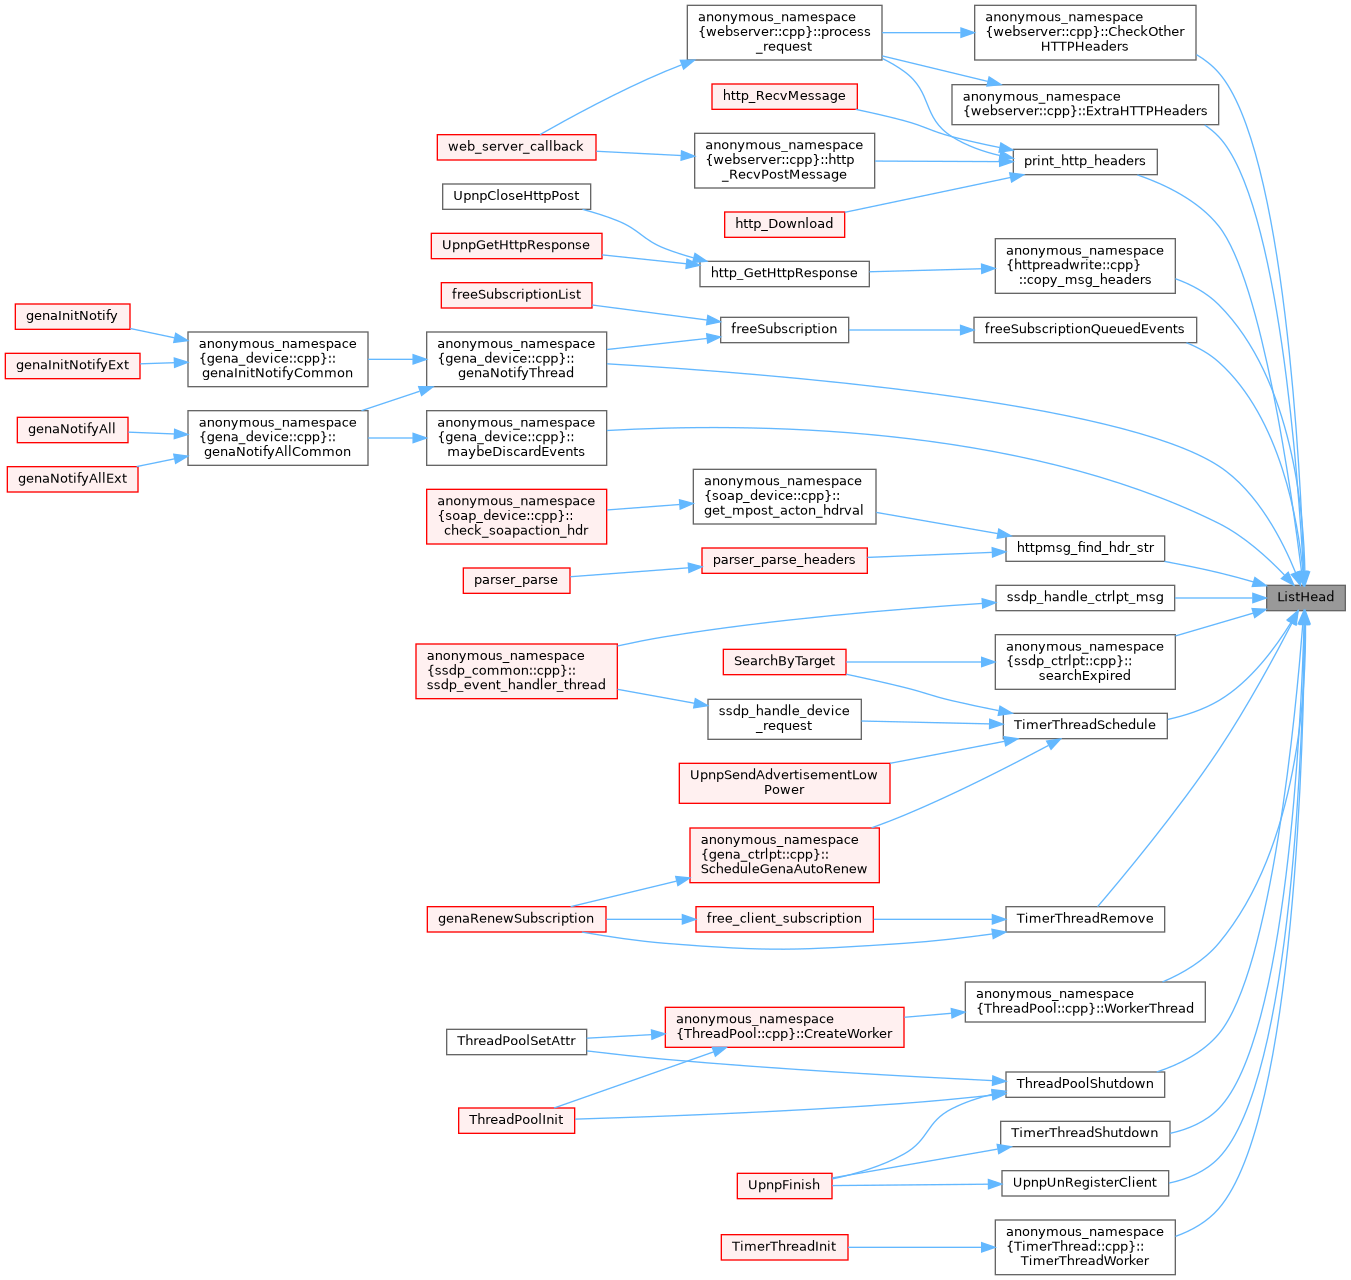 anonymous_namespace
{webserver::cpp}::process
_request
anonymous_namespace
{webserver::cpp}::CheckOther
HTTPHeaders
http_RecvMessage
anonymous_namespace
{webserver::cpp}::ExtraHTTPHeaders
web_server_callback
anonymous_namespace
{webserver::cpp}::http
_RecvPostMessage
print_http_headers
UpnpCloseHttpPost
http_Download
UpnpGetHttpResponse
http_GetHttpResponse
anonymous_namespace
{httpreadwrite::cpp}
::copy_msg_headers
freeSubscriptionList
genaInitNotify
freeSubscription
freeSubscriptionQueuedEvents
genaInitNotifyExt
anonymous_namespace
{gena_device::cpp}::
genaInitNotifyCommon
anonymous_namespace
{gena_device::cpp}::
genaNotifyThread
genaNotifyAll
genaNotifyAllExt
anonymous_namespace
{gena_device::cpp}::
genaNotifyAllCommon
anonymous_namespace
{gena_device::cpp}::
maybeDiscardEvents
anonymous_namespace
{soap_device::cpp}::
check_soapaction_hdr
anonymous_namespace
{soap_device::cpp}::
get_mpost_acton_hdrval
httpmsg_find_hdr_str
parser_parse
parser_parse_headers
ssdp_handle_ctrlpt_msg
ListHead
anonymous_namespace
{ssdp_common::cpp}::
ssdp_event_handler_thread
SearchByTarget
anonymous_namespace
{ssdp_ctrlpt::cpp}::
searchExpired
ssdp_handle_device
_request
TimerThreadSchedule
UpnpSendAdvertisementLow
Power
anonymous_namespace
{gena_ctrlpt::cpp}::
ScheduleGenaAutoRenew
genaRenewSubscription
free_client_subscription
TimerThreadRemove
anonymous_namespace
{ThreadPool::cpp}::WorkerThread
anonymous_namespace
{ThreadPool::cpp}::CreateWorker
ThreadPoolSetAttr
ThreadPoolShutdown
ThreadPoolInit
TimerThreadShutdown
UpnpFinish
UpnpUnRegisterClient
TimerThreadInit
anonymous_namespace
{TimerThread::cpp}::
TimerThreadWorker